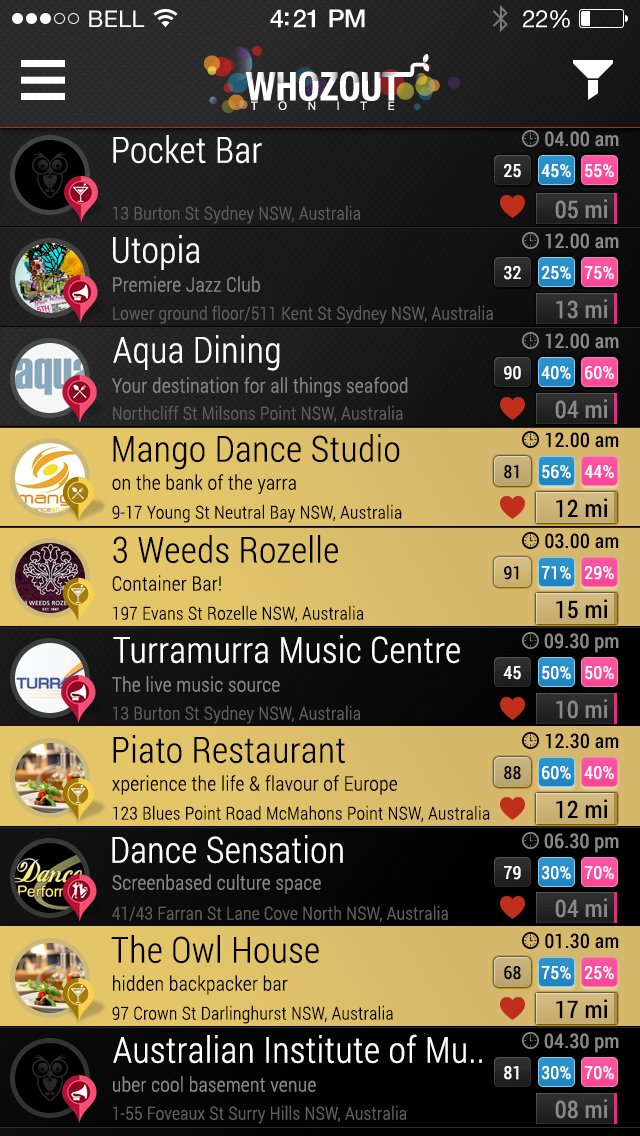 BELL 4:21 PM 22%
WHOZOUT
TONITE
Pocket Bar 04.00 am
25 45% 55%
13 Burton St Sydney NSW, Australia 05 mi
Utopia 12.00 am
Premiere Jazz Club 32 25% 75%
Lower ground floor/511 Kent St Sydney NSW, Australia 13 mi
aqua
Aqua Dining 12.00 am
Your destination for all things seafood 90 40% 60%
Northcliff St Milsons Point NSW, Australia 04 mi
Mango Dance Studio 12.00 am
on the bank of the yarra 81 56% 44%
9-17 Young St Neutral Bay NSW, Australia 12 mi
3 Weeds Rozelle 03.00 am
Container Bar! 91 71% 29%
197 Evans St Rozelle NSW, Australia 15 mi
TURRA
Turramurra Music Centre 09.30 pm
The live music source 45 50% 50%
13 Burton St Sydney NSW, Australia 10 mi
Piato Restaurant 12.30 am
xperience the life & flavour of Europe 88 60% 40%
123 Blues Point Road McMahons Point NSW, Australia 12 mi
Dance
Perform
Dance Sensation 06.30 pm
Screenbased culture space 79 30% 70%
41/43 Farran St Lane Cove North NSW, Australia 04 mi
The Owl House 01.30 am
hidden backpacker bar 68 75% 25%
97 Crown St Darlinghurst NSW, Australia 17 mi
Australian Institute of Mu.. 04.30 pm
uber cool basement venue 81 30% 70%
1-55 Foveaux St Surry Hills NSW, Australia 08 mi